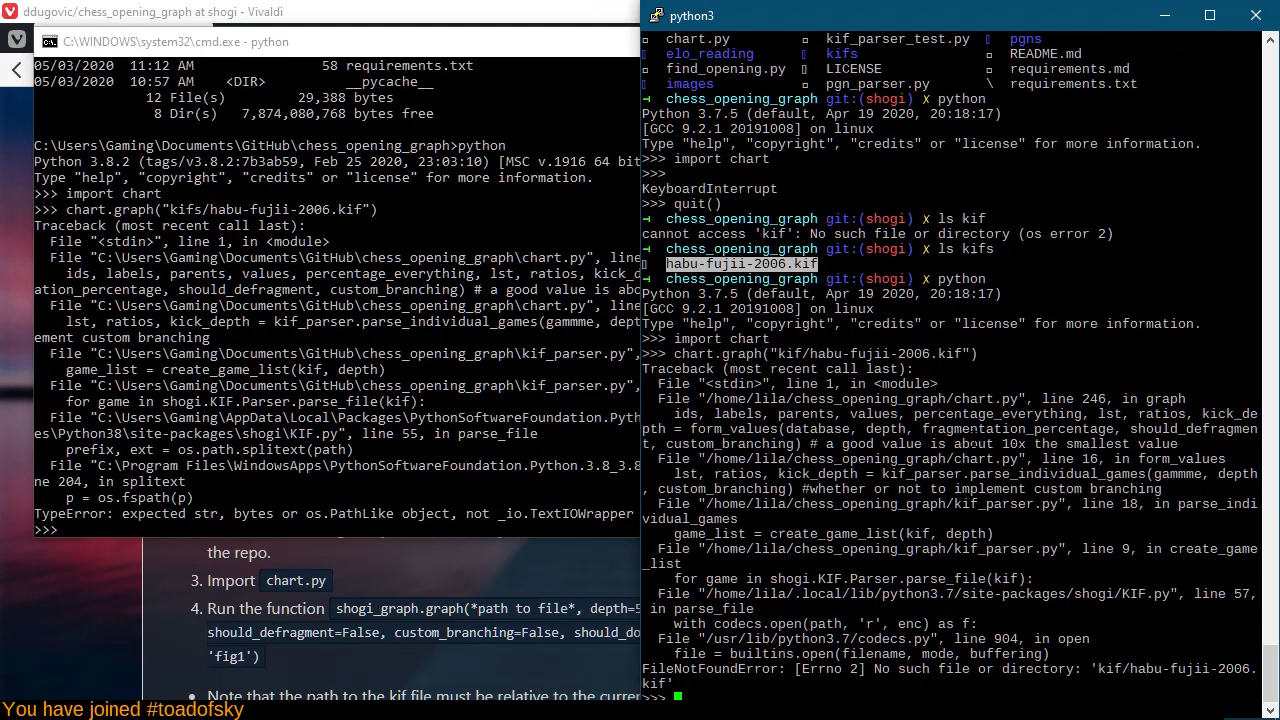 ddugovic/chess_opening_graph at shogi - Vivaldi
C:\WINDOWS\system32\cmd.exe - python
05/03/2020  11:12 AM                58 requirements.txt
05/03/2020  10:57 AM    <DIR>          __pycache__
              12 File(s)         29,388 bytes
               8 Dir(s)   7,874,080,768 bytes free
C:\Users\Gaming\Documents\GitHub\chess_opening_graph>python
Python 3.8.2 (tags/v3.8.2:7b3ab59, Feb 25 2020, 23:03:10) [MSC v.1916 64 bit
Type "help", "copyright", "credits" or "license" for more information.
>>> import chart
>>> chart.graph("kifs/habu-fujii-2006.kif")
Traceback (most recent call last):
  File "<stdin>", line 1, in <module>
  File "C:\Users\Gaming\Documents\GitHub\chess_opening_graph\chart.py", line
    ids, labels, parents, values, percentage_everything, lst, ratios, kick_d
ation_percentage, should_defragment, custom_branching) # a good value is abo
  File "C:\Users\Gaming\Documents\GitHub\chess_opening_graph\chart.py", line
    lst, ratios, kick_depth = kif_parser.parse_individual_games(gammme, dept
ement custom branching
  File "C:\Users\Gaming\Documents\GitHub\chess_opening_graph\kif_parser.py",
    game_list = create_game_list(kif, depth)
  File "C:\Users\Gaming\Documents\GitHub\chess_opening_graph\kif_parser.py",
    for game in shogi.KIF.Parser.parse_file(kif):
  File "C:\Users\Gaming\AppData\Local\Packages\PythonSoftwareFoundation.Pyth
es\Python38\site-packages\shogi\KIF.py", line 55, in parse_file
    prefix, ext = os.path.splitext(path)
  File "C:\Program Files\WindowsApps\PythonSoftwareFoundation.Python.3.8_3.8
ne 204, in splitext
    p = os.fspath(p)
TypeError: expected str, bytes or os.PathLike object, not _io.TextIOWrapper
>>>
the repo.
3. Import chart.py
4. Run the function shogi_graph.graph(*path to file*, depth=5
should_defragment=False, custom_branching=False, should_do
'fig1')
• Note that the path to the kif file must be relative to the curren
python3
chart.py kif_parser_test.py pgns
elo_reading kifs README.md
find_opening.py LICENSE requirements.md
images pgn_parser.py \ requirements.txt
→ chess_opening_graph git:(shogi) ✗ python
Python 3.7.5 (default, Apr 19 2020, 20:18:17)
[GCC 9.2.1 20191008] on linux
Type "help", "copyright", "credits" or "license" for more information.
>>> import chart
>>>
KeyboardInterrupt
>>> quit()
→ chess_opening_graph git:(shogi) ✗ ls kif
cannot access 'kif': No such file or directory (os error 2)
→ chess_opening_graph git:(shogi) ✗ ls kifs
habu-fujii-2006.kif
→ chess_opening_graph git:(shogi) ✗ python
Python 3.7.5 (default, Apr 19 2020, 20:18:17)
[GCC 9.2.1 20191008] on linux
Type "help", "copyright", "credits" or "license" for more information.
>>> import chart
>>> chart.graph("kif/habu-fujii-2006.kif")
Traceback (most recent call last):
  File "<stdin>", line 1, in <module>
  File "/home/lila/chess_opening_graph/chart.py", line 246, in graph
    ids, labels, parents, values, percentage_everything, lst, ratios, kick_de
pth = form_values(database, depth, fragmentation_percentage, should_defragmen
t, custom_branching) # a good value is about 10x the smallest value
  File "/home/lila/chess_opening_graph/chart.py", line 16, in form_values
    lst, ratios, kick_depth = kif_parser.parse_individual_games(gammme, depth
, custom_branching) #whether or not to implement custom branching
  File "/home/lila/chess_opening_graph/kif_parser.py", line 18, in parse_indi
vidual_games
    game_list = create_game_list(kif, depth)
  File "/home/lila/chess_opening_graph/kif_parser.py", line 9, in create_game
_list
    for game in shogi.KIF.Parser.parse_file(kif):
  File "/home/lila/.local/lib/python3.7/site-packages/shogi/KIF.py", line 57,
 in parse_file
    with codecs.open(path, 'r', enc) as f:
  File "/usr/lib/python3.7/codecs.py", line 904, in open
    file = builtins.open(filename, mode, buffering)
FileNotFoundError: [Errno 2] No such file or directory: 'kif/habu-fujii-2006.
kif'
>>>
You have joined #toadofsky